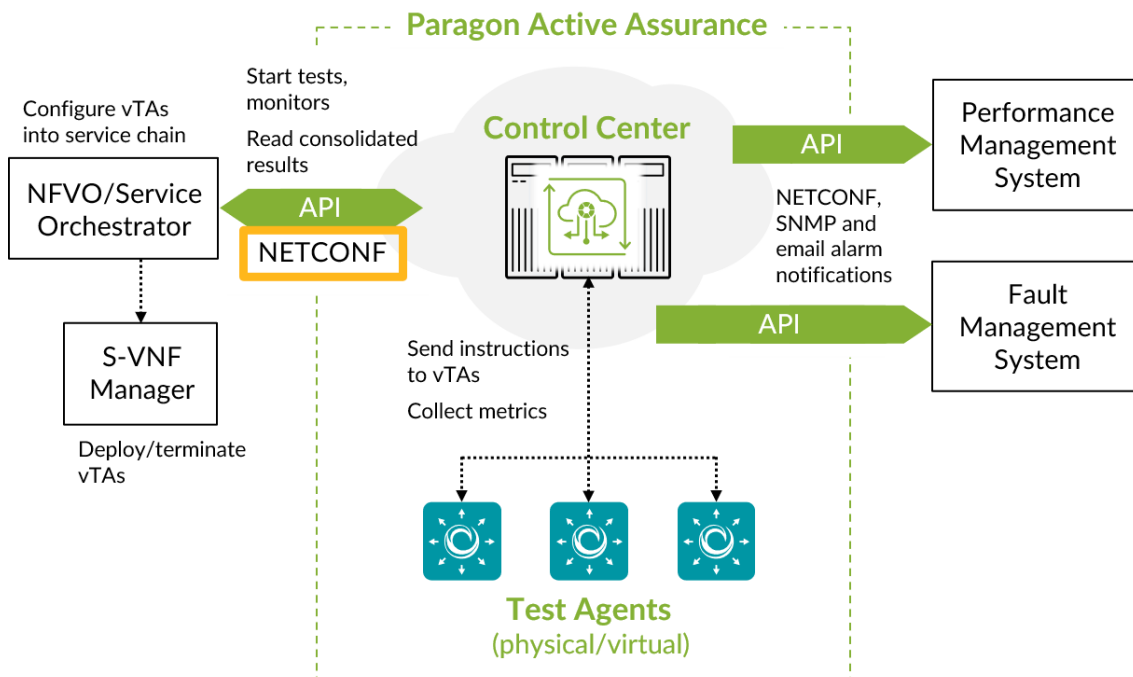 Paragon Active Assurance
Start tests,
monitors
Read consolidated
results
Configure vTAs
into service chain
NFVO/Service
Orchestrator
API
NETCONF
Control Center
API
Performance
Management
System
NETCONF,
SNMP and
email alarm
notifications
API
Fault
Management
System
S-VNF
Manager
Deploy/terminate
vTAs
Send instructions
to vTAs
Collect metrics
Test Agents
(physical/virtual)